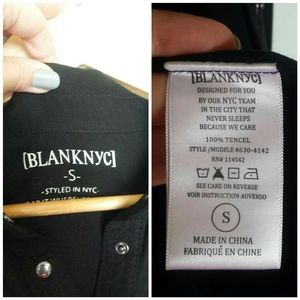 [BLANKNYC]
-S-
-STYLED IN NYC-
[BLANKNYC]
DESIGNED FOR YOU
BY OUR NYC TEAM
IN THE CITY THAT
NEVER SLEEPS
BECAUSE WE CARE
100% TENCEL
STYLE/MODELE #630-4142
RN# 114542
SEE CARE ON REVERSE
VOIR INSTRUCTION AUVERSO
S
MADE IN CHINA
FABRIQUÉ EN CHINE